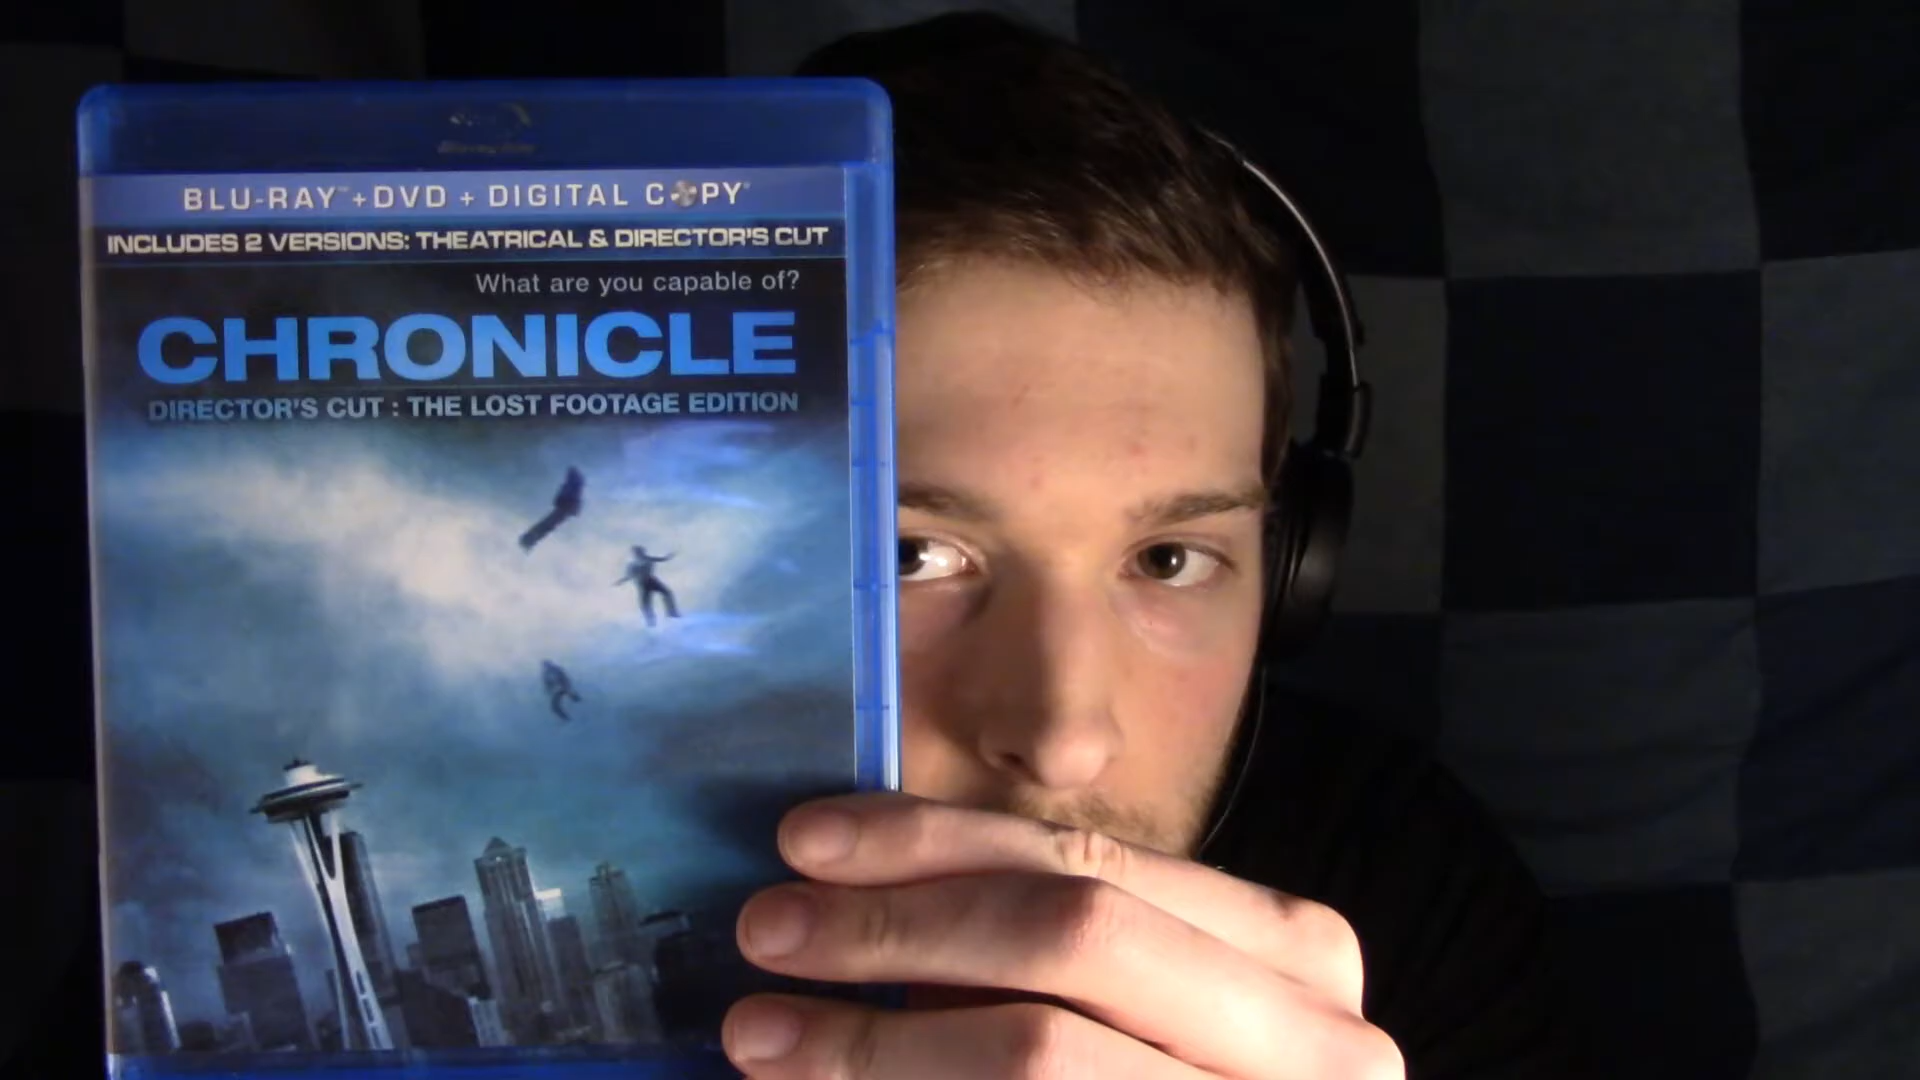 BLU-RAY™ + DVD + DIGITAL COPY
INCLUDES 2 VERSIONS: THEATRICAL & DIRECTOR'S CUT
What are you capable of?
CHRONICLE
DIRECTOR'S CUT : THE LOST FOOTAGE EDITION